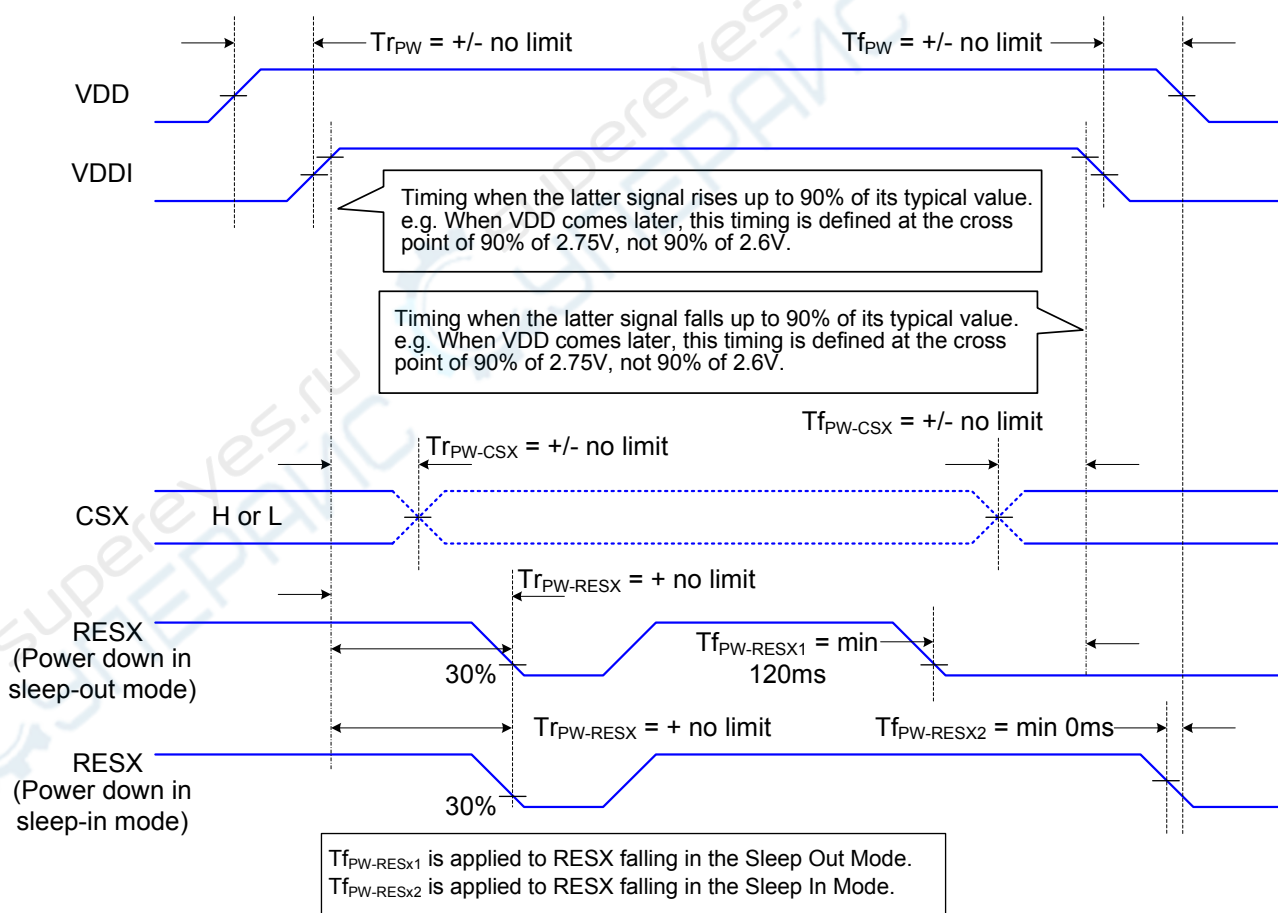 TrPW = +/- no limit
TfPW = +/- no limit
VDD
VDDI
Timing when the latter signal rises up to 90% of its typical value.
e.g. When VDD comes later, this timing is defined at the cross
point of 90% of 2.75V, not 90% of 2.6V.
Timing when the latter signal falls up to 90% of its typical value.
e.g. When VDD comes later, this timing is defined at the cross
point of 90% of 2.75V, not 90% of 2.6V.
TfPW-CSX = +/- no limit
TrPW-CSX = +/- no limit
CSX
H or L
TrPW-RESX = + no limit
RESX
(Power down in
sleep-out mode)
30%
TfPW-RESX1 = min
120ms
TrPW-RESX = + no limit
TfPW-RESX2 = min 0ms
RESX
(Power down in
sleep-in mode)
30%
TfPW-RESx1 is applied to RESX falling in the Sleep Out Mode.
TfPW-RESx2 is applied to RESX falling in the Sleep In Mode.
supereyes.ru
СУПЕРАЙС
supereyes.ru
СУПЕРАЙС